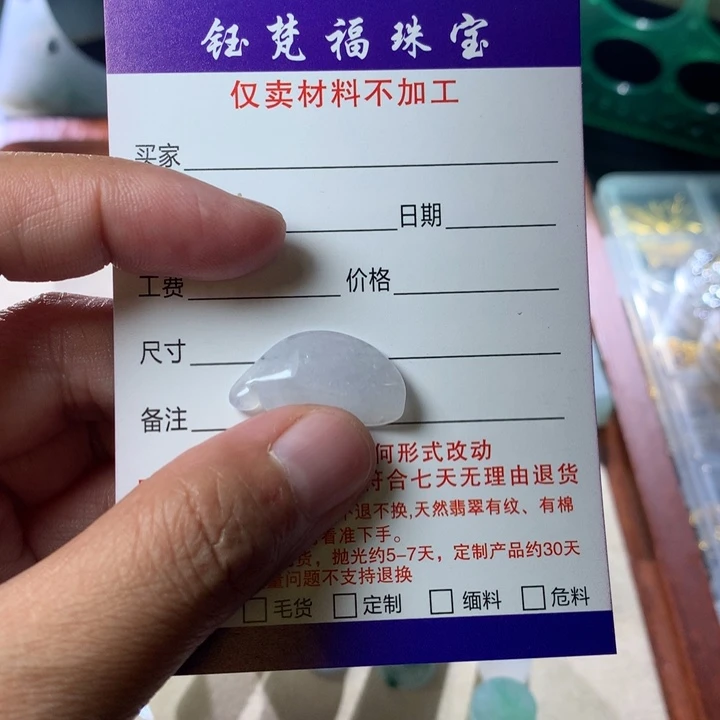 钰梵福珠宝
仅卖材料不加工
买家
日期
工费 价格
尺寸
备注
何形式改动
符合七天无理由退货
不退不换,天然翡翠有纹、有棉
看准下手。
货，抛光约5-7天，定制产品约30天
量问题不支持退换
毛货 定制 缅料 危料